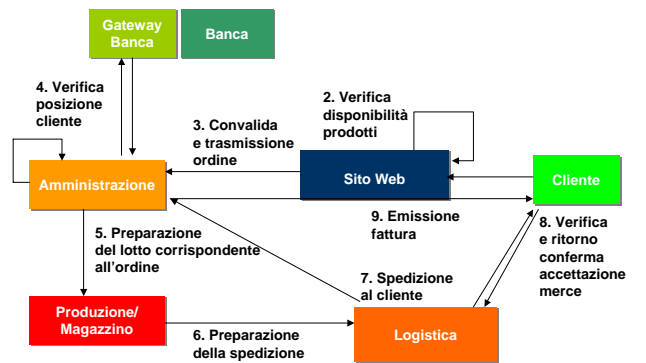 Gateway
Banca
Banca
4. Verifica
posizione
cliente
2. Verifica
disponibilità
prodotti
3. Convalida
e trasmissione
ordine
Amministrazione
Sito Web
Cliente
9. Emissione
fattura
8. Verifica
e ritorno
conferma
accettazione
merce
5. Preparazione
del lotto corrispondente
all'ordine
7. Spedizione
al cliente
Produzione/
Magazzino
6. Preparazione
della spedizione
Logistica